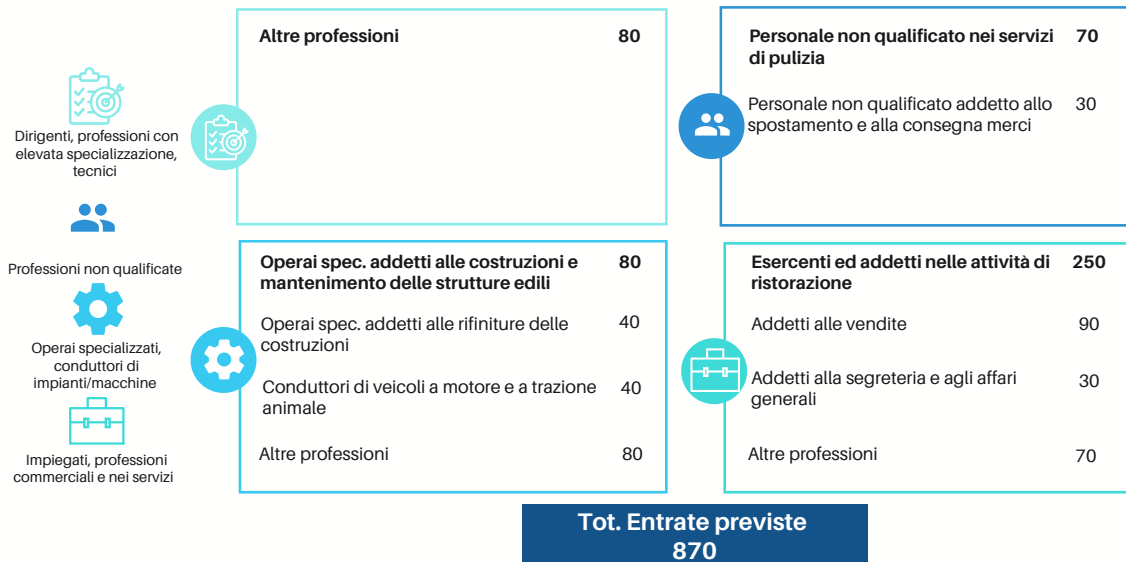 Dirigenti, professioni con
elevata specializzazione,
tecnici
Professioni non qualificate
Operai specializzati,
conduttori di
impianti/macchine
Impiegati, professioni
commerciali e nei servizi
Altre professioni 80
Personale non qualificato nei servizi 70
di pulizia
Personale non qualificato addetto allo 30
spostamento e alla consegna merci
Operai spec. addetti alle costruzioni e 80
mantenimento delle strutture edili
Operai spec. addetti alle rifiniture delle 40
costruzioni
Conduttori di veicoli a motore e a trazione 40
animale
Altre professioni 80
Esercenti ed addetti nelle attività di 250
ristorazione
Addetti alle vendite 90
Addetti alla segreteria e agli affari 30
generali
Altre professioni 70
Tot. Entrate previste
870